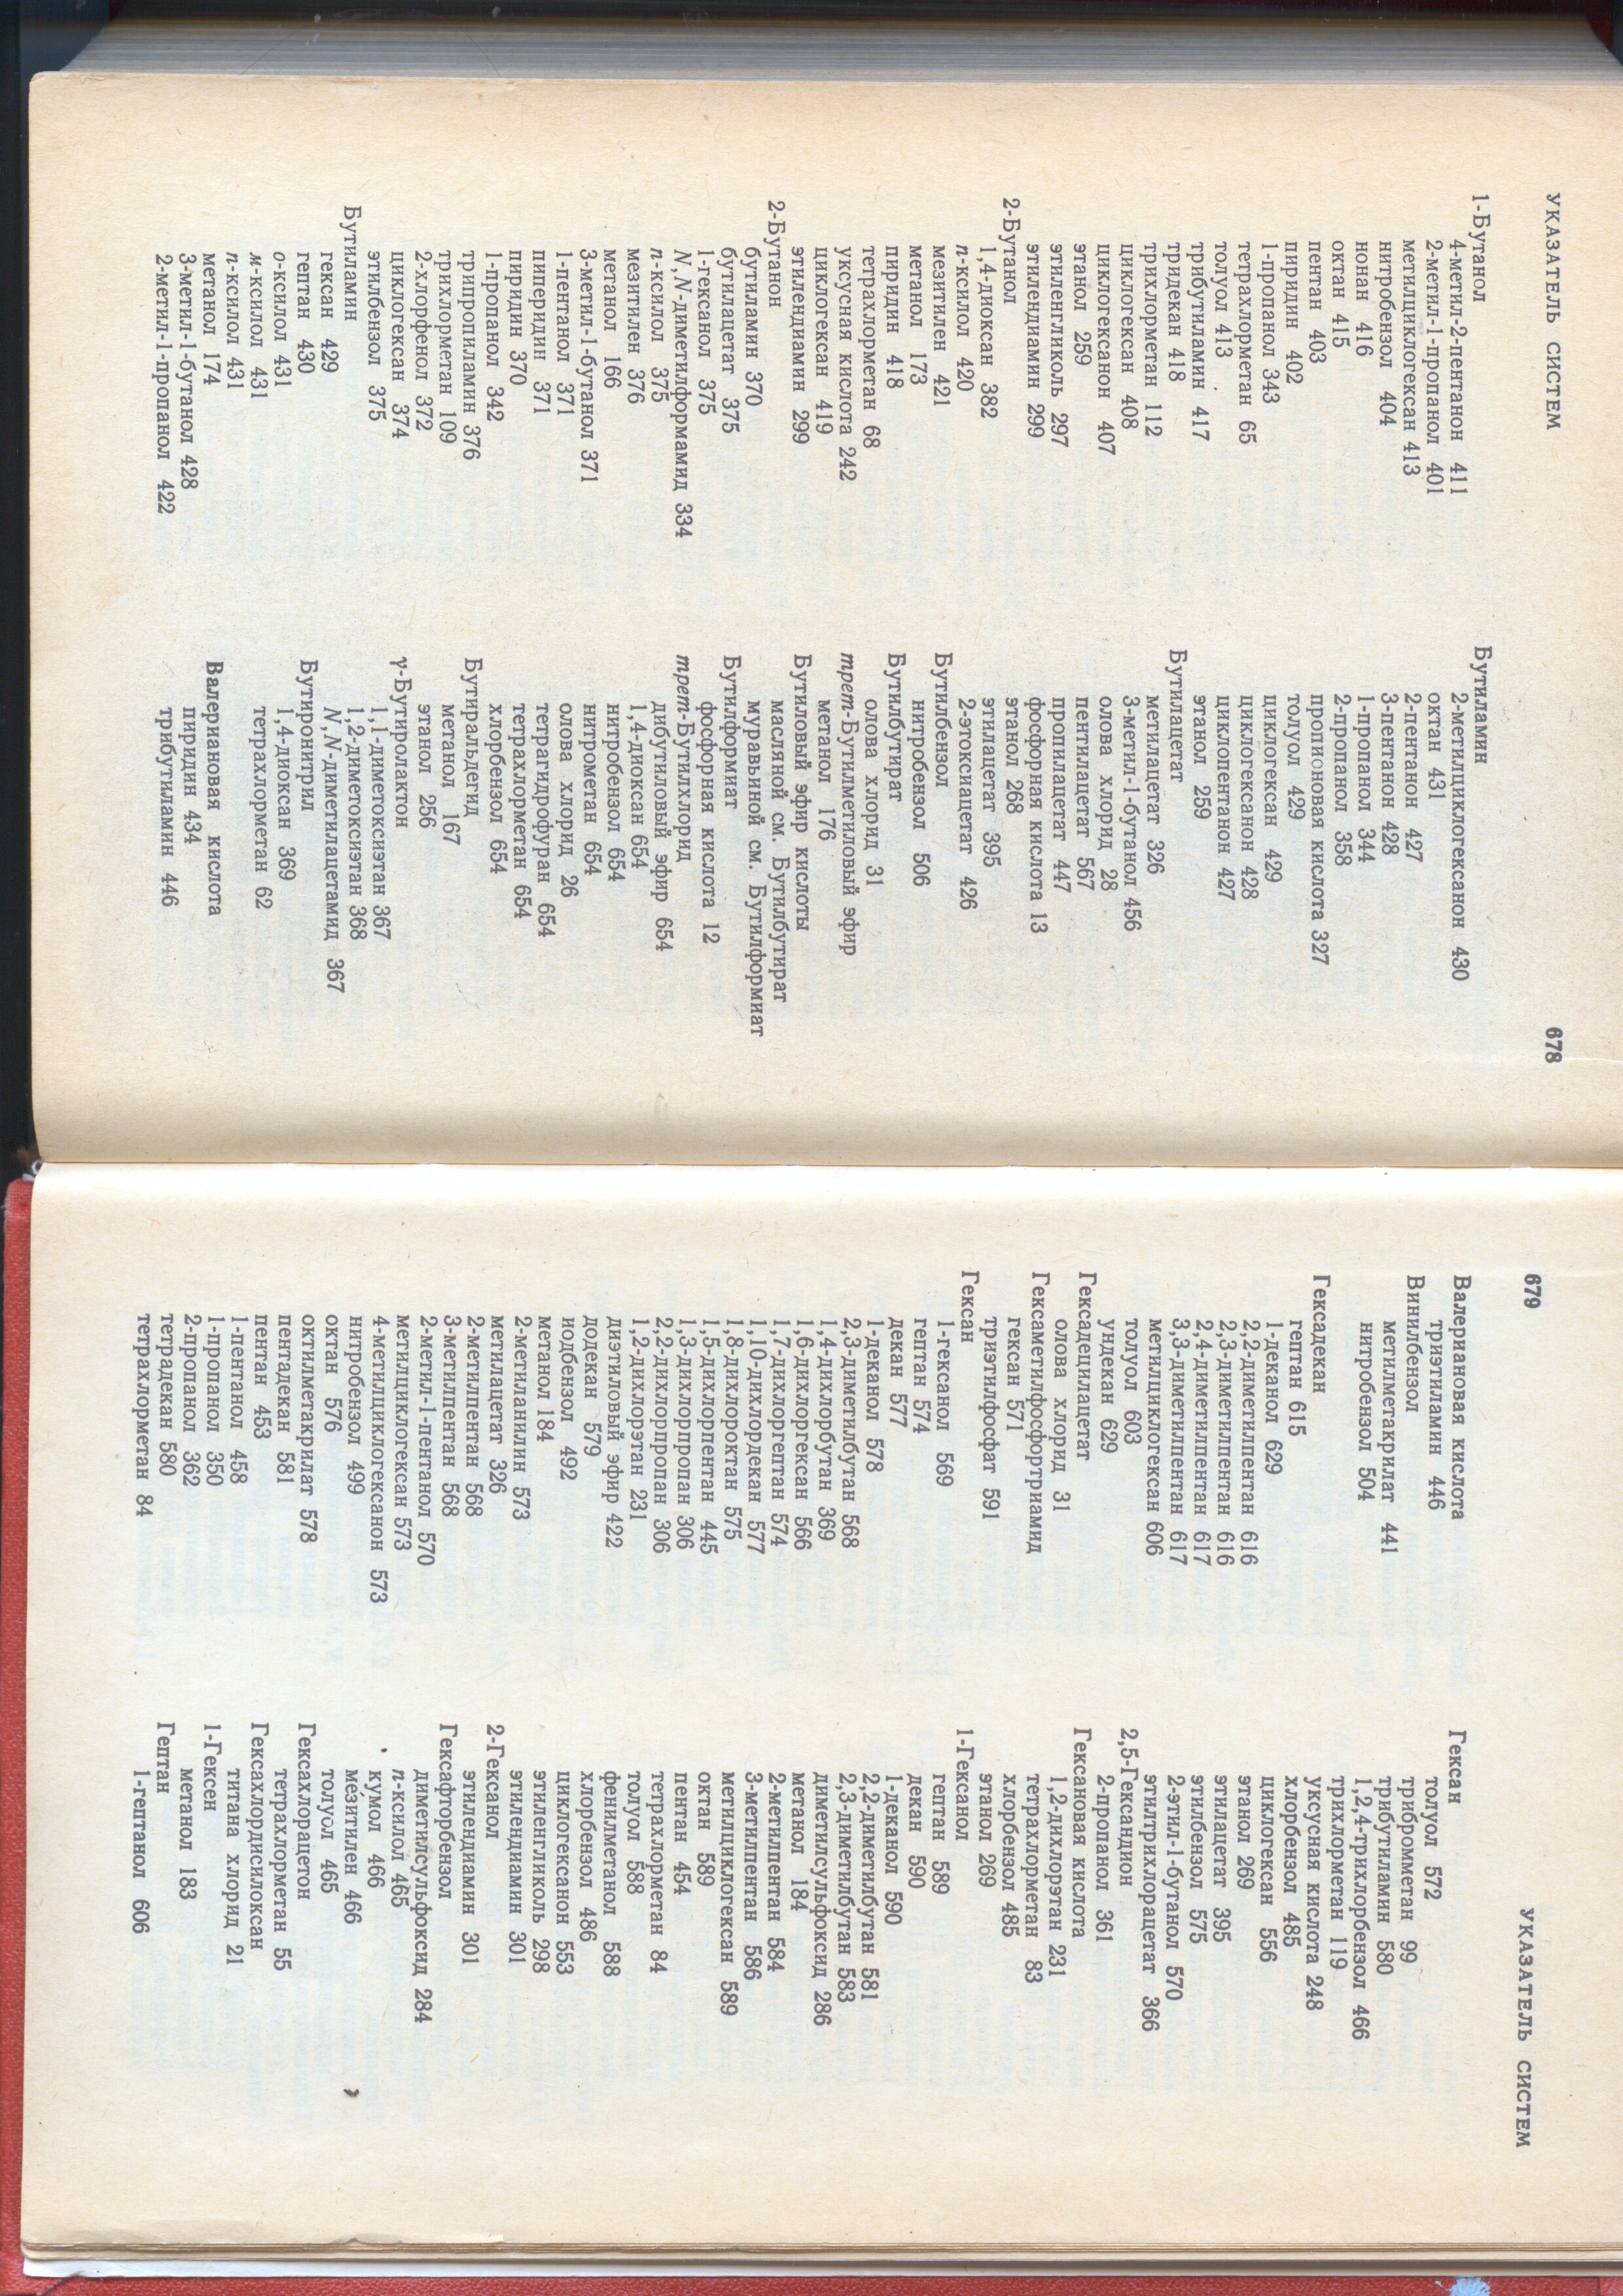 УКАЗАТЕЛЬ СИСТЕМ
678
1-Бутанол
4-метил-2-пентанон 411
2-метил-1-пропанол 401
метилциклогексан 413
нитробензол 404
нонан 416
октан 415
пентан 403
пиридин 402
1-пропанол 343
тетрахлорметан 65
толуол 413
трибутиламин 417
тридекан 418
трихлорметан 112
циклогексан 408
циклогексанон 407
этанол 259
этиленгликоль 297
этилендиамин 299
2-Бутанол
1,4-диоксан 382
п-ксилол 420
мезитилен 421
метанол 173
пиридин 418
тетрахлорметан 68
уксусная кислота 242
циклогексан 419
этилендиамин 299
2-Бутанон
бутиламин 370
бутилацетат 375
1-гексанол 375
N,N-диметилформамид 334
п-ксилол 375
мезитилен 376
метанол 166
3-метил-1-бутанол 371
1-пентанол 371
пиперидин 371
пиридин 370
1-пропанол 342
трипропиламин 376
трихлорметан 109
2-хлорфенол 372
циклогексан 374
этилбензол 375
Бутиламин
гексан 429
гептан 430
о-ксилол 431
м-ксилол 431
п-ксилол 431
метанол 174
3-метил-1-бутанол 428
2-метил-1-пропанол 422
Бутиламин
2-метилциклогексанон 430
октан 431
2-пентанон 427
3-пентанон 428
1-пропанол 344
2-пропанол 358
пропионовая кислота 327
толуол 429
циклогексан 429
циклогексанон 428
циклопентанон 427
этанол 259
Бутилацетат
метилацетат 326
3-метил-1-бутанол 456
олова хлорид 28
пентилацетат 567
пропилацетат 447
фосфорная кислота 13
этанол 268
этилацетат 395
2-этоксиацетат 426
Бутилбензол
нитробензол 506
Бутилбутират
олова хлорид 31
трет-Бутилметиловый эфир
метанол 176
Бутиловый эфир кислоты
масляной см. Бутилбутират
муравьиной см. Бутилформиат
Бутилформиат
фосфорная кислота 12
трет-Бутилхлорид
дибутиловый эфир 654
1,4-диоксан 654
нитробензол 654
нитрометан 654
олова хлорид 26
тетрагидрофуран 654
тетрахлорметан 654
хлорбензол 654
Бутиральдегид
метанол 167
этанол 256
γ-Бутиролактон
1,1-диметоксиэтан 367
1,2-диметоксиэтан 368
N,N-диметилацетамид 367
Бутиронитрил
1,4-диоксан 369
тетрахлорметан 62
Валериановая кислота
пиридин 434
трибутиламин 446
679
УКАЗАТЕЛЬ СИСТЕМ
Валериановая кислота
триэтиламин 446
Винилбензол
метилметакрилат 441
нитробензол 504
Гексадекан
гептан 615
1-деканол 629
2,2-диметилпентан 616
2,3-диметилпентан 616
2,4-диметилпентан 617
3,3-диметилпентан 617
метилциклогексан 606
толуол 603
ундекан 629
Гексадецилацетат
олова хлорид 31
Гексаметилфосфортриамид
гексан 571
триэтилфосфат 591
Гексан
1-гексанол 569
гептан 574
декан 577
1-деканол 578
2,3-диметилбутан 568
1,4-дихлорбутан 369
1,6-дихлоргексан 566
1,7-дихлоргептан 574
1,10-дихлордекан 577
1,8-дихлороктан 575
1,5-дихлорпентан 445
1,3-дихлорпропан 306
2,2-дихлорпропан 306
1,2-дихлорэтан 231
диэтиловый эфир 422
додекан 579
иодбензол 492
метанол 184
2-метиланилин 573
метилацетат 326
2-метилпентан 568
3-метилпентан 568
2-метил-1-пентанол 570
метилциклогексан 573
4-метилциклогексанон 573
нитробензол 499
октан 576
октилметакрилат 578
пентадекан 581
пентан 453
1-пентанол 458
1-пропанол 350
2-пропанол 362
тетрадекан 580
тетрахлорметан 84
Гексан
толуол 572
трибромметан 99
трибутиламин 580
1,2,4-трихлорбензол 466
трихлорметан 119
уксусная кислота 248
хлорбензол 485
циклогексан 556
этанол 269
этилацетат 395
этилбензол 575
2-этил-1-бутанол 570
этилтрихлорацетат 366
2,5-Гександион
2-пропанол 361
Гексановая кислота
1,2-дихлорэтан 231
тетрахлорметан 83
хлорбензол 485
этанол 269
1-Гексанол
гептан 589
декан 590
1-деканол 590
2,2-диметилбутан 581
2,3-диметилбутан 583
диметилсульфоксид 286
метанол 184
2-метилпентан 584
3-метилпентан 586
метилциклогексан 589
октан 589
пентан 454
тетрахлорметан 84
толуол 588
фенилметанол 588
хлорбензол 486
циклогексанон 553
этиленгликоль 298
этилендиамин 301
2-Гексанол
этилендиамин 301
Гексафторбензол
диметилсульфоксид 284
п-ксилол 465
кумол 466
мезитилен 466
толуол 465
Гексахлорацетон
тетрахлорметан 55
Гексахлордисилоксан
титана хлорид 21
1-Гексен
метанол 183
Гептан
1-гептанол 606